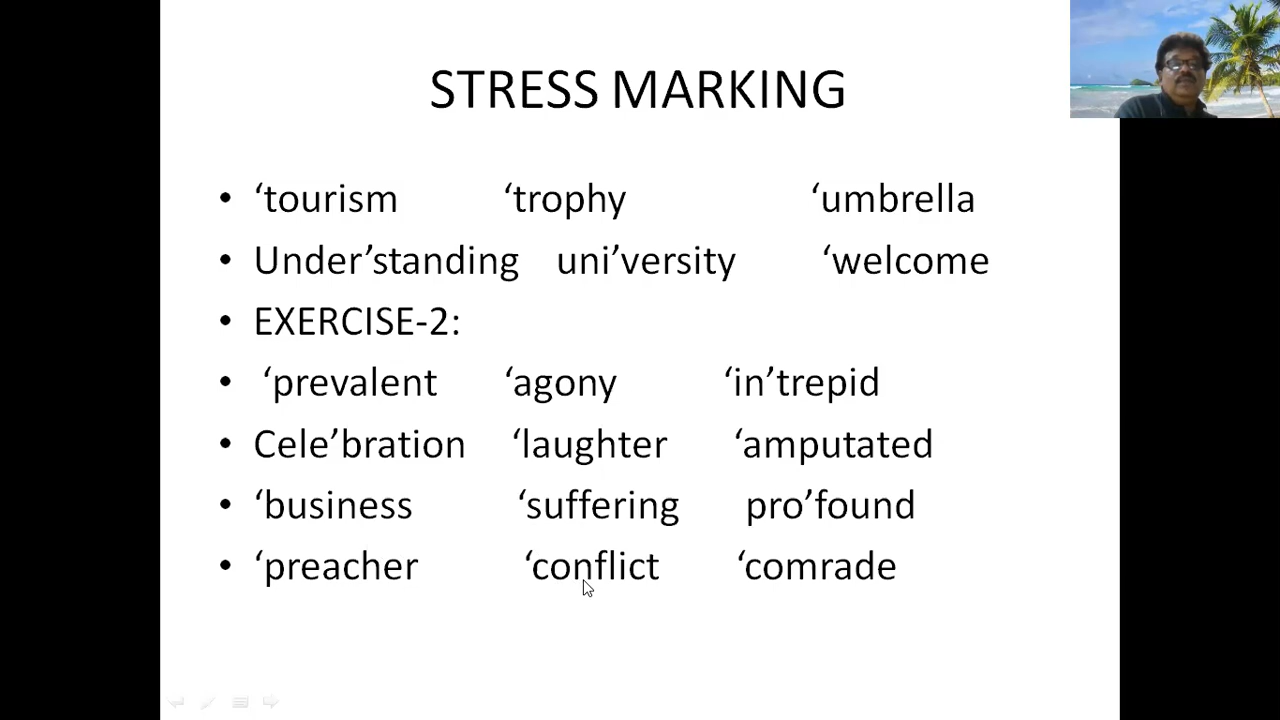 STRESS MARKING
• ‘tourism ‘trophy ‘umbrella
• Under’standing uni’versity ‘welcome
• EXERCISE-2:
• ‘prevalent ‘agony ‘in’trepid
• Cele’bration ‘laughter ‘amputated
• ‘business ‘suffering pro’found
• ‘preacher ‘conflict ‘comrade